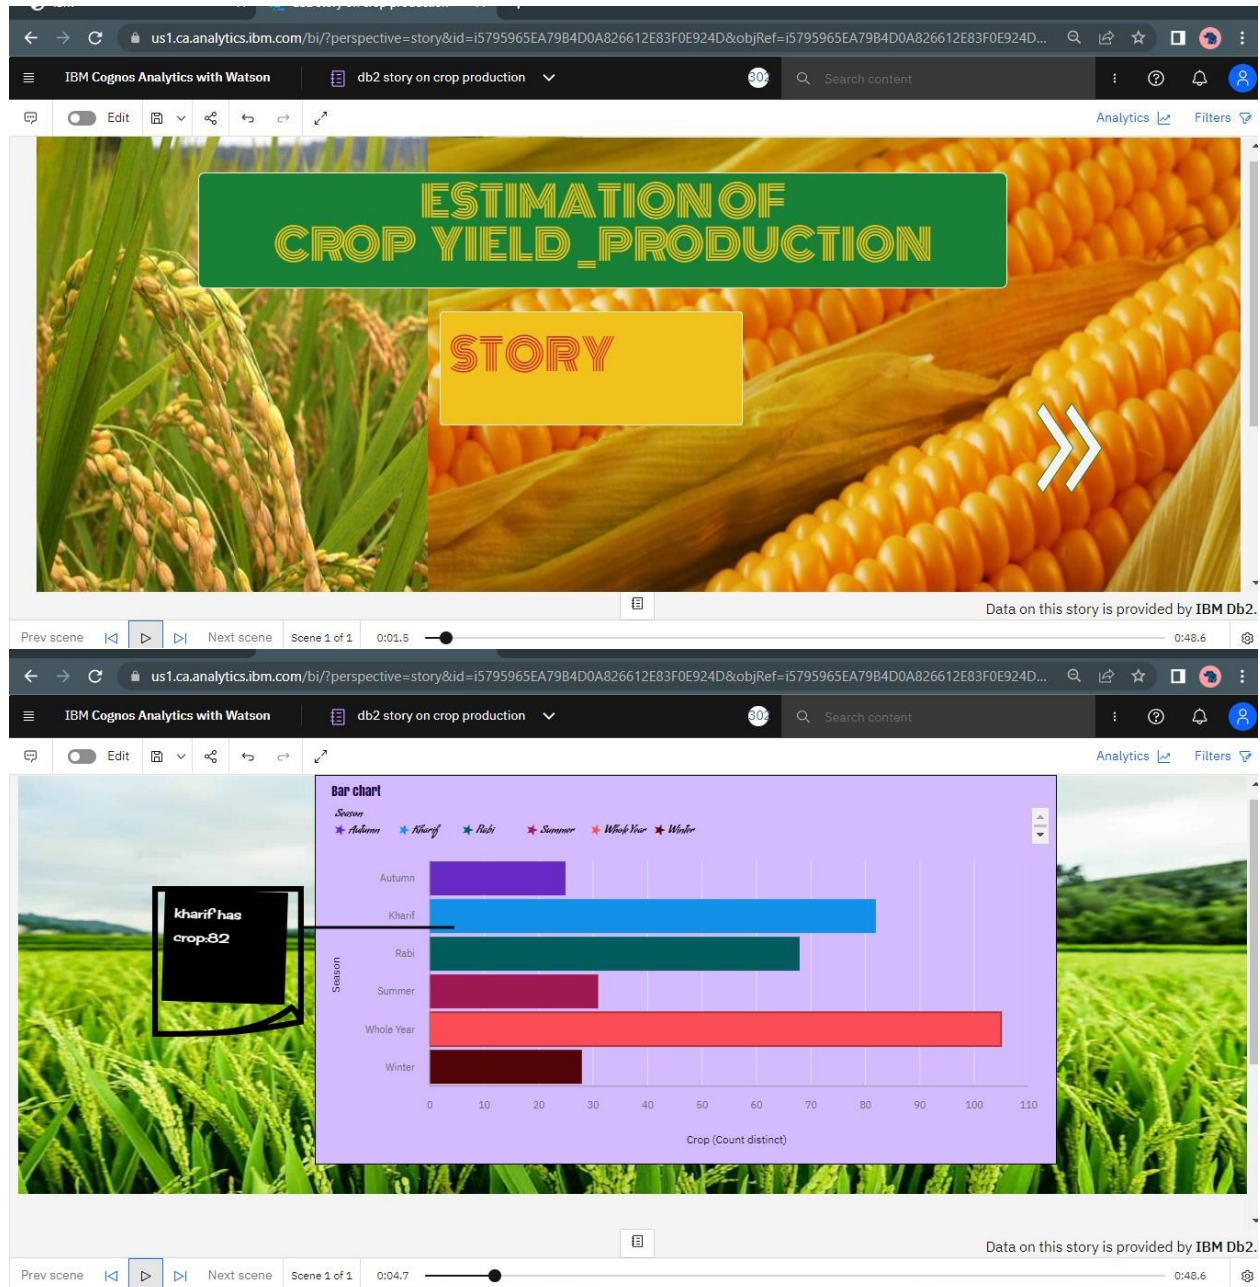 us1.ca.analytics.ibm.com/bi/?perspective=story&id=i5795965EA79B4D0A826612E83F0E924D&objRef=i5795965EA79B4D0A826612E83F0E924D...
IBM Cognos Analytics with Watson
db2 story on crop production
302
Search content
Edit
Analytics
Filters
ESTIMATION OF
CROP YIELD_PRODUCTION
STORY
Data on this story is provided by IBM Db2.
Prev scene
Next scene
Scene 1 of 1
0:01.5
0:48.6
us1.ca.analytics.ibm.com/bi/?perspective=story&id=i5795965EA79B4D0A826612E83F0E924D&objRef=i5795965EA79B4D0A826612E83F0E924D...
IBM Cognos Analytics with Watson
db2 story on crop production
302
Search content
Edit
Analytics
Filters
Bar chart
Season
Autumn Kharif Rabi Summer Whole Year Winter
kharif has
crop:82
Season
Autumn
Kharif
Rabi
Summer
Whole Year
Winter
0 10 20 30 40 50 60 70 80 90 100 110
Crop (Count distinct)
Data on this story is provided by IBM Db2.
Prev scene
Next scene
Scene 1 of 1
0:04.7
0:48.6